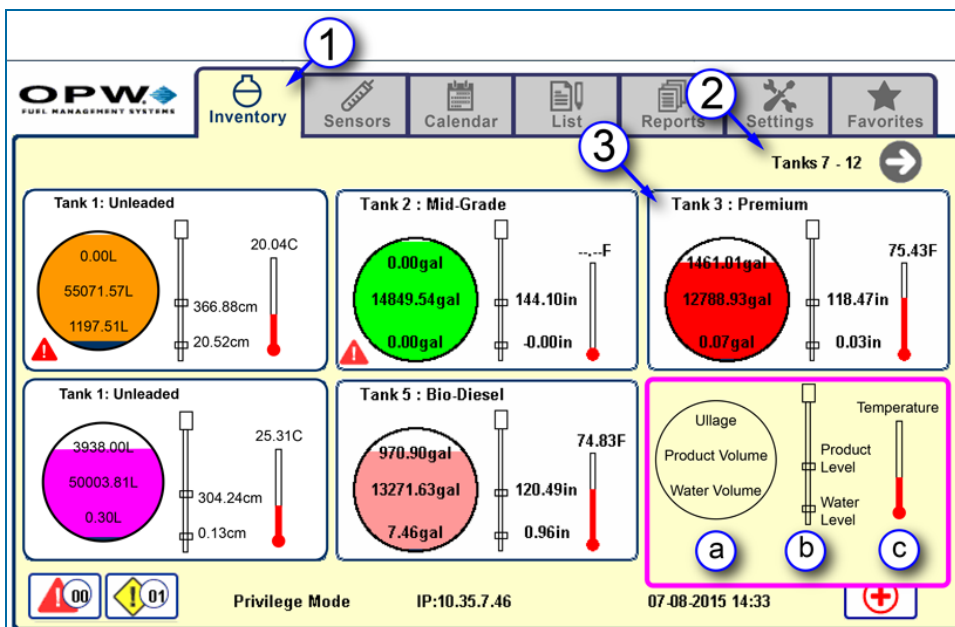 1
OPW
FUEL MANAGEMENT SYSTEMS
Inventory
Sensors
Calendar
List
Reports
Settings
Favorites
2
3
Tanks 7 - 12
Tank 1: Unleaded
0.00L
55071.57L
1197.51L
366.88cm
20.52cm
20.04C
Tank 2 : Mid-Grade
0.00gal
14849.54gal
0.00gal
144.10in
-0.00in
--.--F
Tank 3 : Premium
1461.01gal
12788.93gal
0.07gal
118.47in
0.03in
75.43F
Tank 1: Unleaded
3938.00L
50003.81L
0.30L
304.24cm
0.13cm
25.31C
Tank 5 : Bio-Diesel
970.90gal
13271.63gal
7.46gal
120.49in
0.96in
74.83F
Ullage
Product Volume
Water Volume
Product
Level
Water
Level
Temperature
a
b
c
00
01
Privilege Mode
IP:10.35.7.46
07-08-2015 14:33